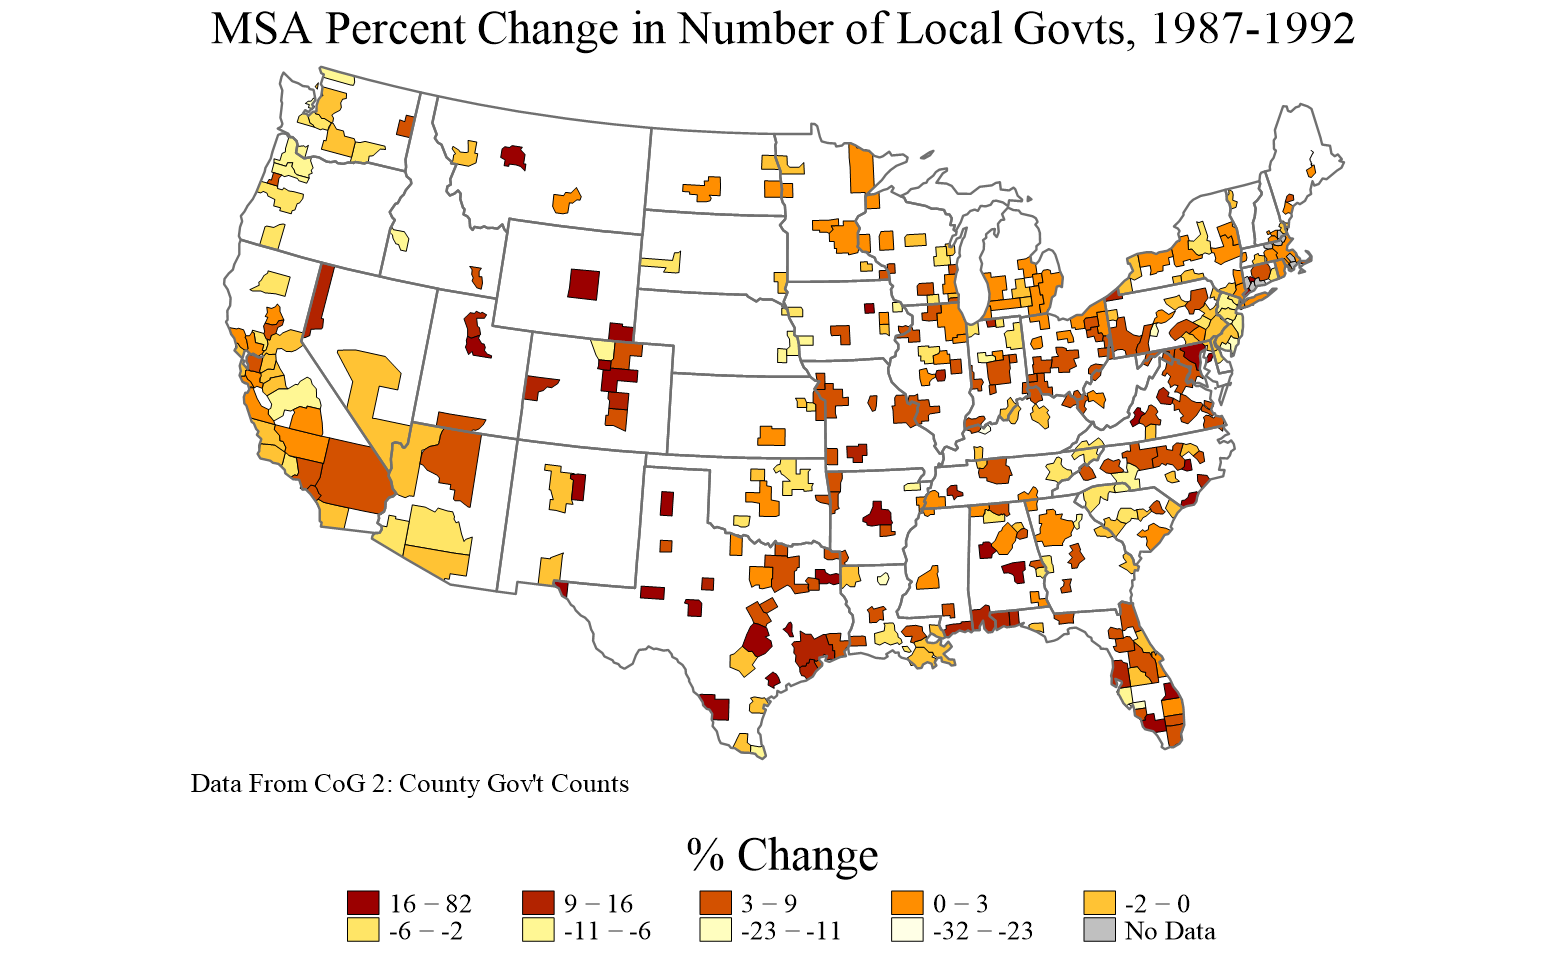 MSA Percent Change in Number of Local Govts, 1987-1992
Data From CoG 2: County Gov't Counts
% Change
16 − 82
9 − 16
3 − 9
0 − 3
-2 − 0
-6 − -2
-11 − -6
-23 − -11
-32 − -23
No Data